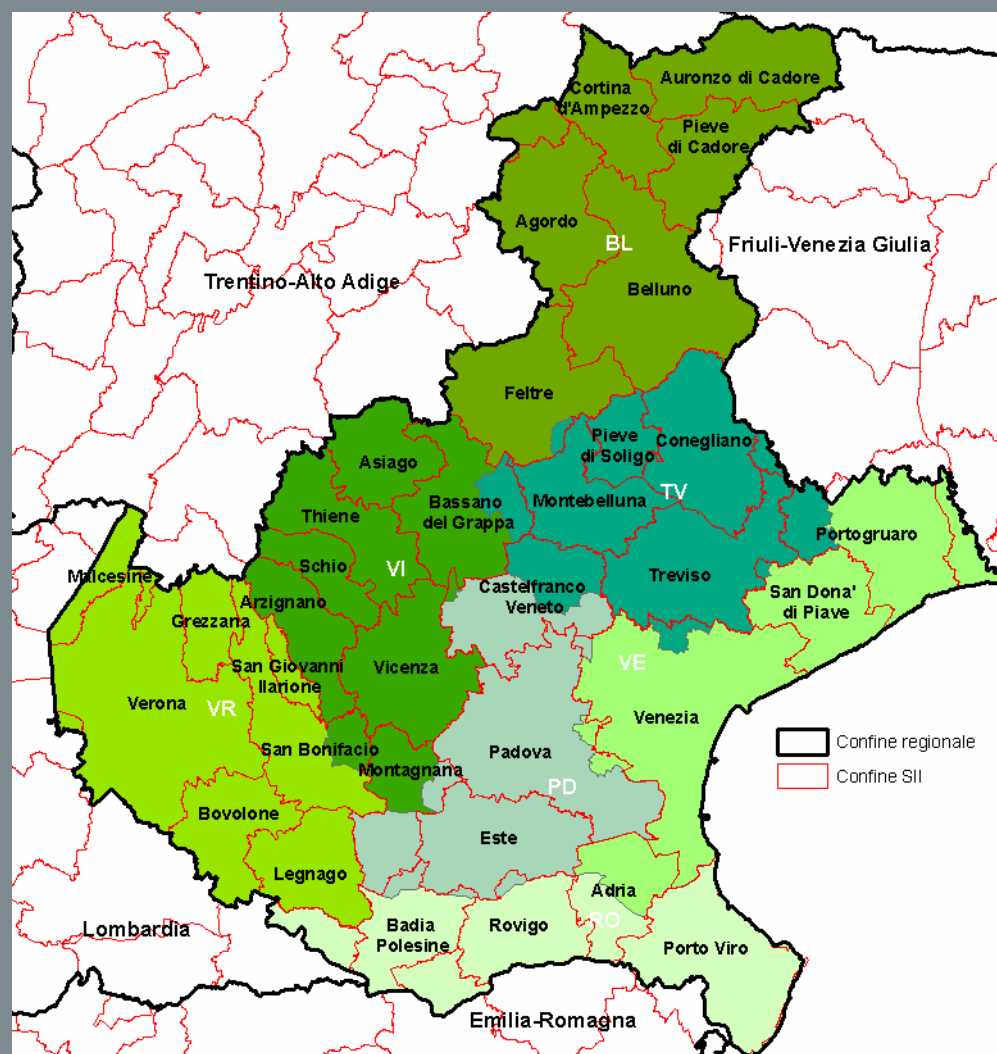 Auronzo di Cadore
Cortina
d'Ampezzo
Pieve
di Cadore
Agordo
BL
Friuli-Venezia Giulia
Trentino-Alto Adige
Belluno
Feltre
Pieve
di Soligo
Conegliano
Asiago
Bassano
del Grappa
Montebelluna
TV
Thiene
Portogruaro
Schio
VI
Malcesine
Arzignano
Castelfranco
Veneto
Treviso
San Dona'
di Piave
Grezzana
San Giovanni
Ilarione
Vicenza
VE
Verona
VR
Venezia
San Bonifacio
Montagnana
Padova
PD
Confine regionale
Confine SII
Bovolone
Este
Legnago
Adria
RO
Lombardia
Badia
Polesine
Rovigo
Porto Viro
Emilia-Romagna